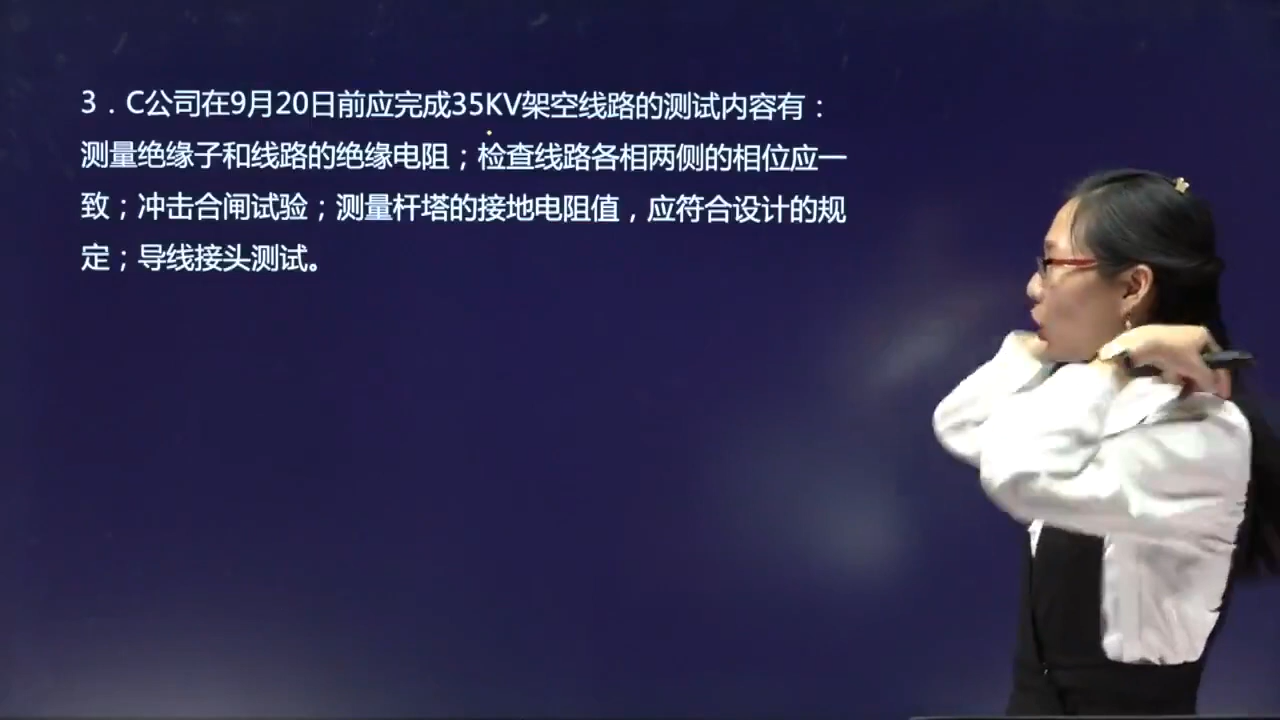 3．C公司在9月20日前应完成35KV架空线路的测试内容有：
测量绝缘子和线路的绝缘电阻；检查线路各相两侧的相位应一
致；冲击合闸试验；测量杆塔的接地电阻值，应符合设计的规
定；导线接头测试。